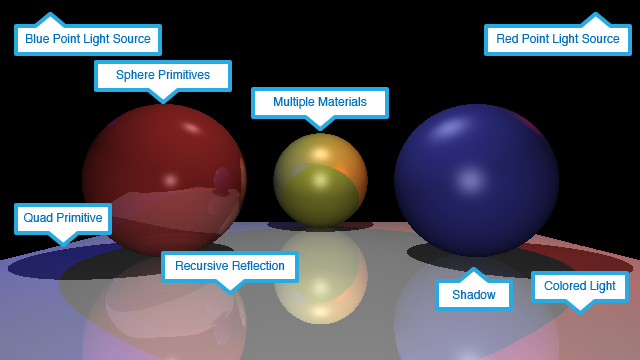 Blue Point Light Source
Red Point Light Source
Sphere Primitives
Multiple Materials
Quad Primitive
Recursive Reflection
Shadow
Colored Light